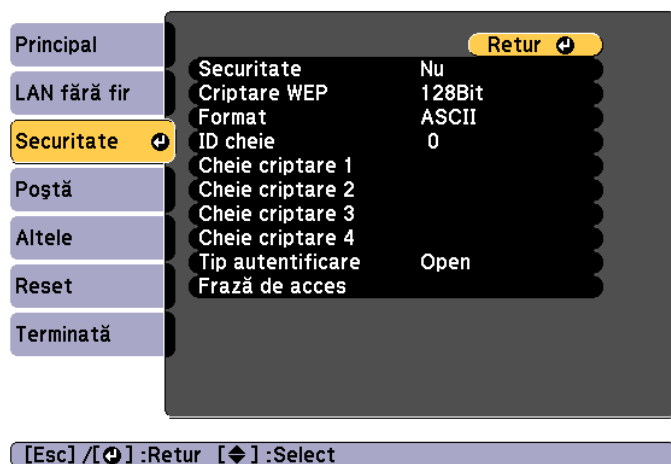 Principal
LAN fără fir
Securitate
Poştă
Altele
Reset
Terminată
Retur
Securitate Nu
Criptare WEP 128Bit
Format ASCII
ID cheie 0
Cheie criptare 1
Cheie criptare 2
Cheie criptare 3
Cheie criptare 4
Tip autentificare Open
Frază de acces
[Esc] /[ ] :Retur [ ] :Select